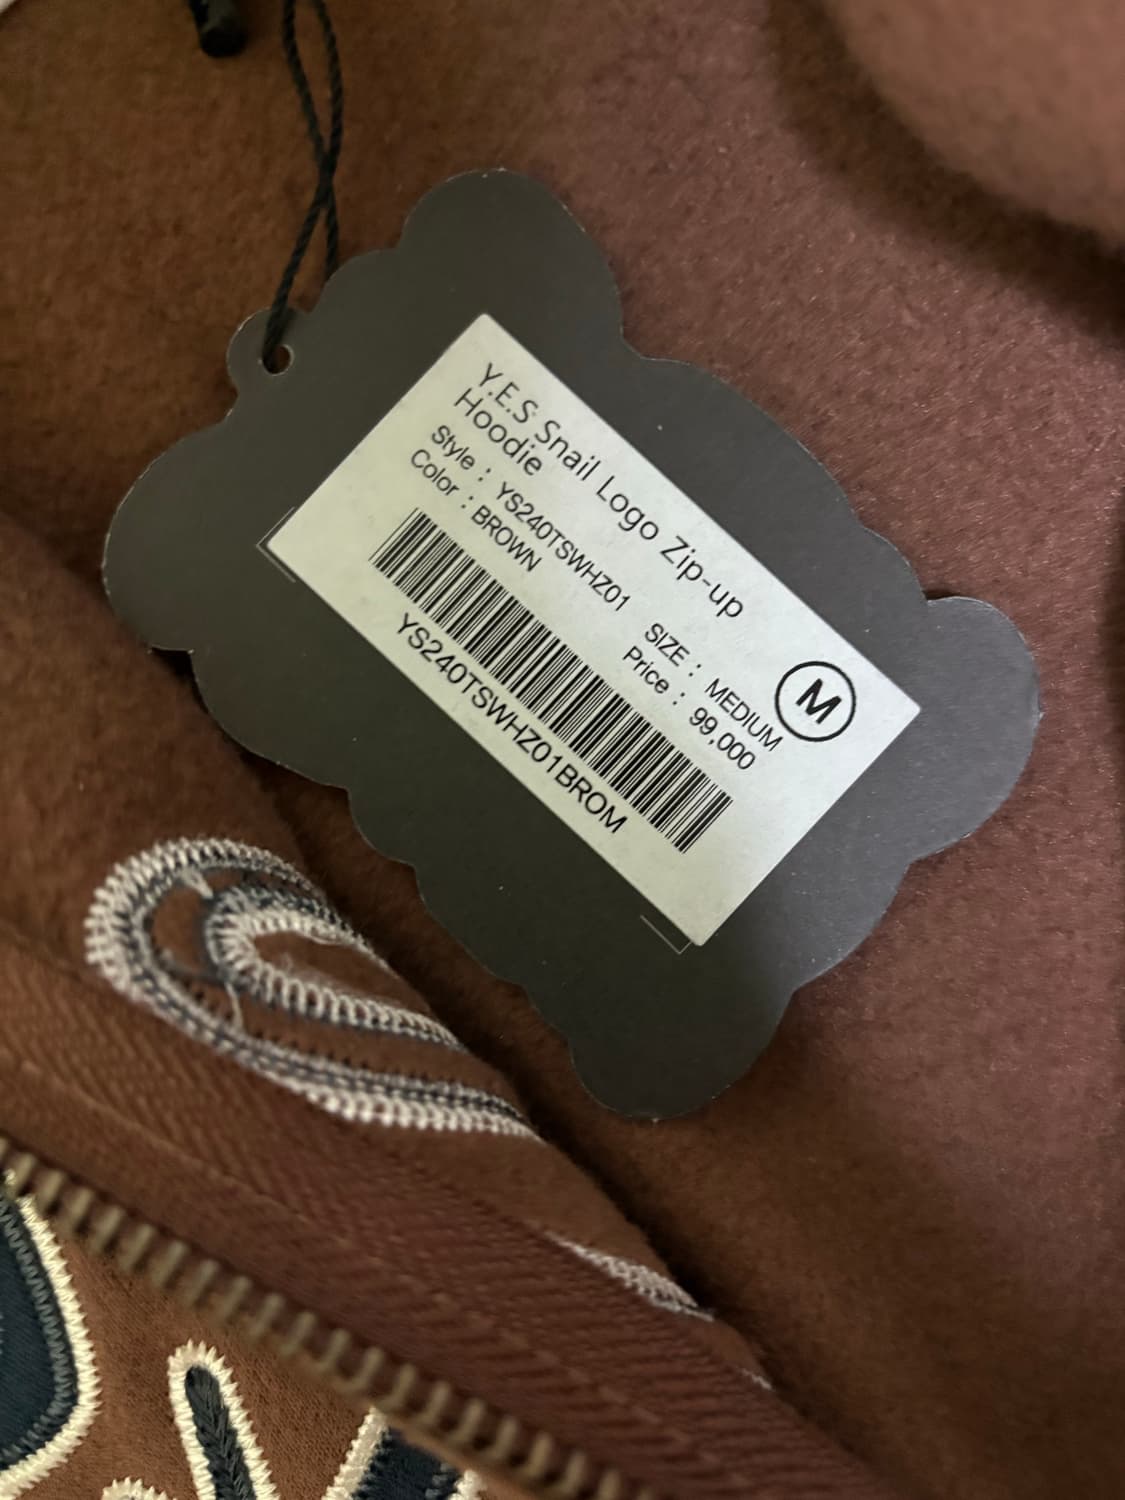 Y.E.S Snail Logo Zip-up
Hoodie
Style : YS240TSWHZ01
Color : BROWN
SIZE : MEDIUM
Price : 99,000
M
YS240TSWHZ01BROM